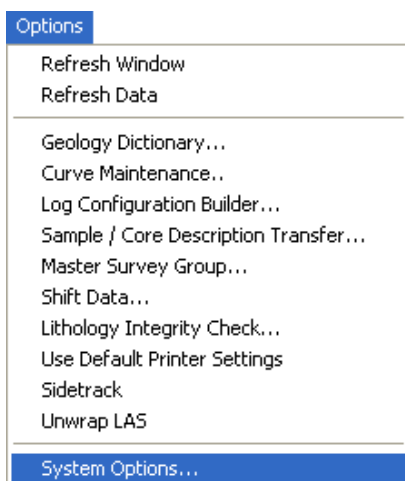 Options
Refresh Window
Refresh Data
Geology Dictionary...
Curve Maintenance..
Log Configuration Builder...
Sample / Core Description Transfer...
Master Survey Group...
Shift Data...
Lithology Integrity Check...
Use Default Printer Settings
Sidetrack
Unwrap LAS
System Options...